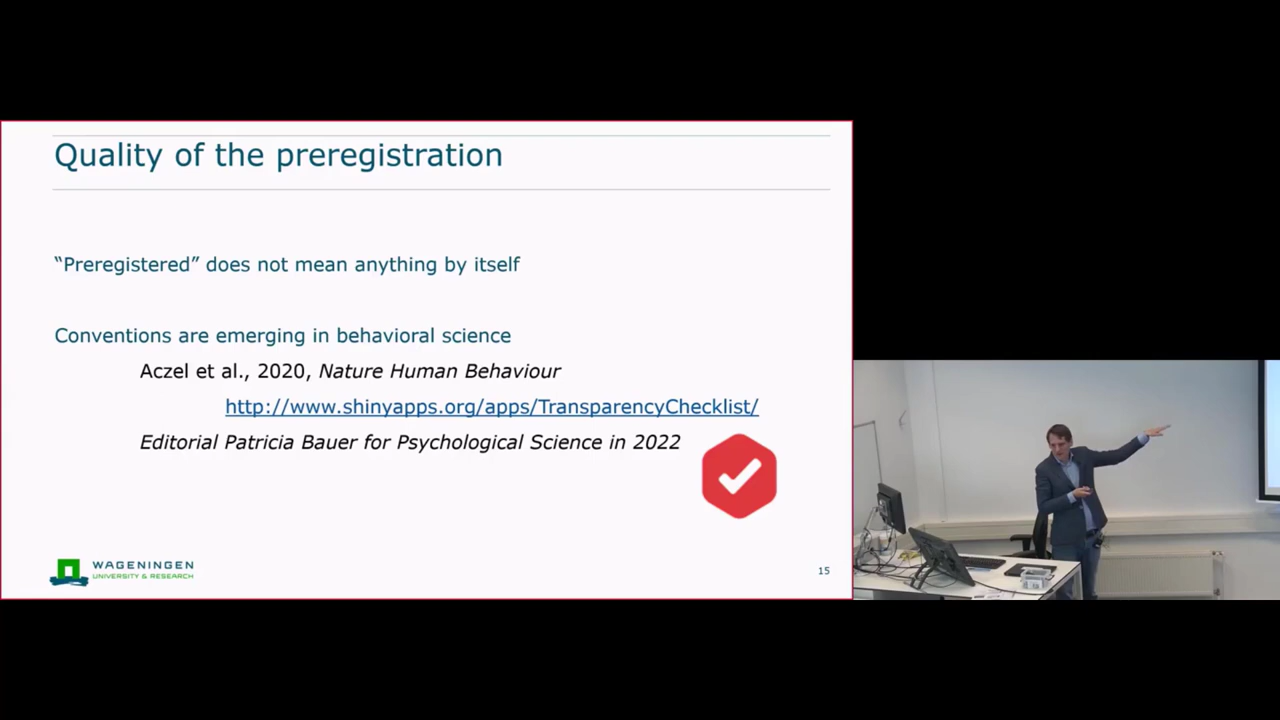 Quality of the preregistration
“Preregistered” does not mean anything by itself
Conventions are emerging in behavioral science
Aczel et al., 2020, Nature Human Behaviour
http://www.shinyapps.org/apps/TransparencyChecklist/
Editorial Patricia Bauer for Psychological Science in 2022
WAGENINGEN
UNIVERSITY & RESEARCH
15